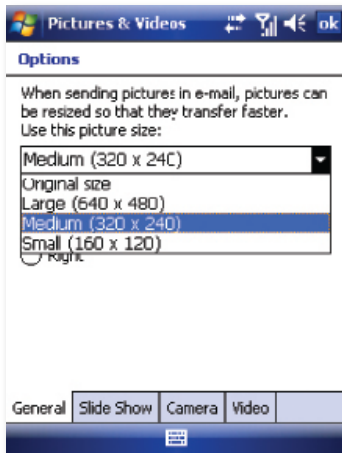 Pictures & Videos ok
Options
When sending pictures in e-mail, pictures can
be resized so that they transfer faster.
Use this picture size:
Medium (320 x 240)
Original size
Large (640 x 480)
Medium (320 x 240)
Small (160 x 120)
Right
General Slide Show Camera Video